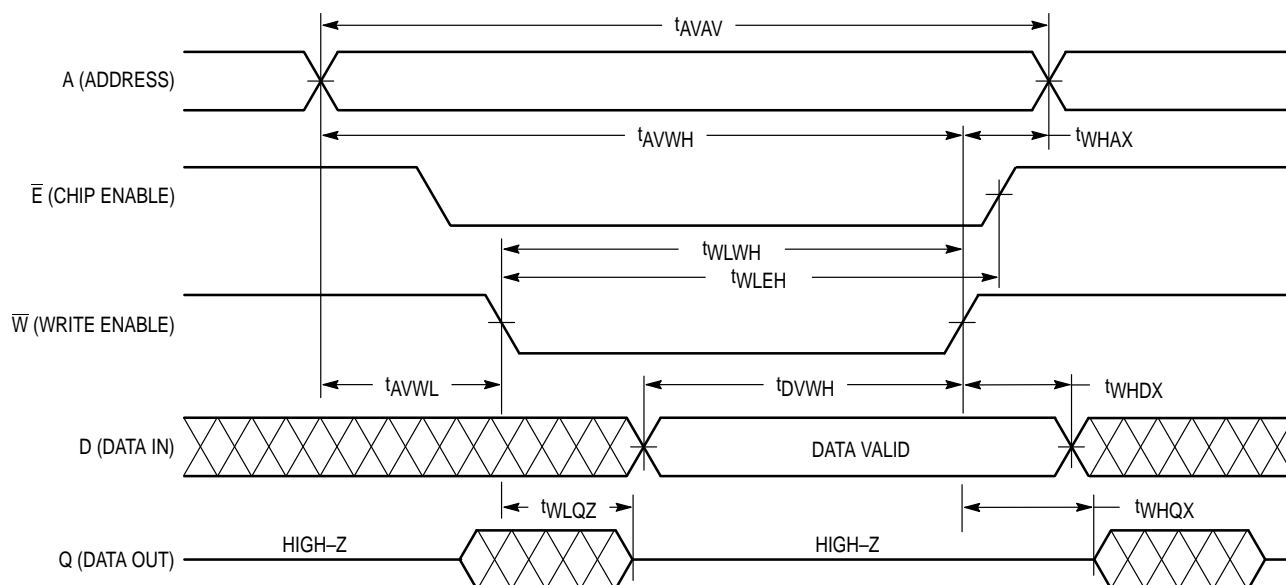 tAVAV
A (ADDRESS)
tAVWH
tWHAX
E̅ (CHIP ENABLE)
tWLWH
tWLEH
W̅ (WRITE ENABLE)
tAVWL
tDVWH
tWHDX
D (DATA IN)
DATA VALID
tWLQZ
tWHQX
Q (DATA OUT)
HIGH–Z
HIGH–Z